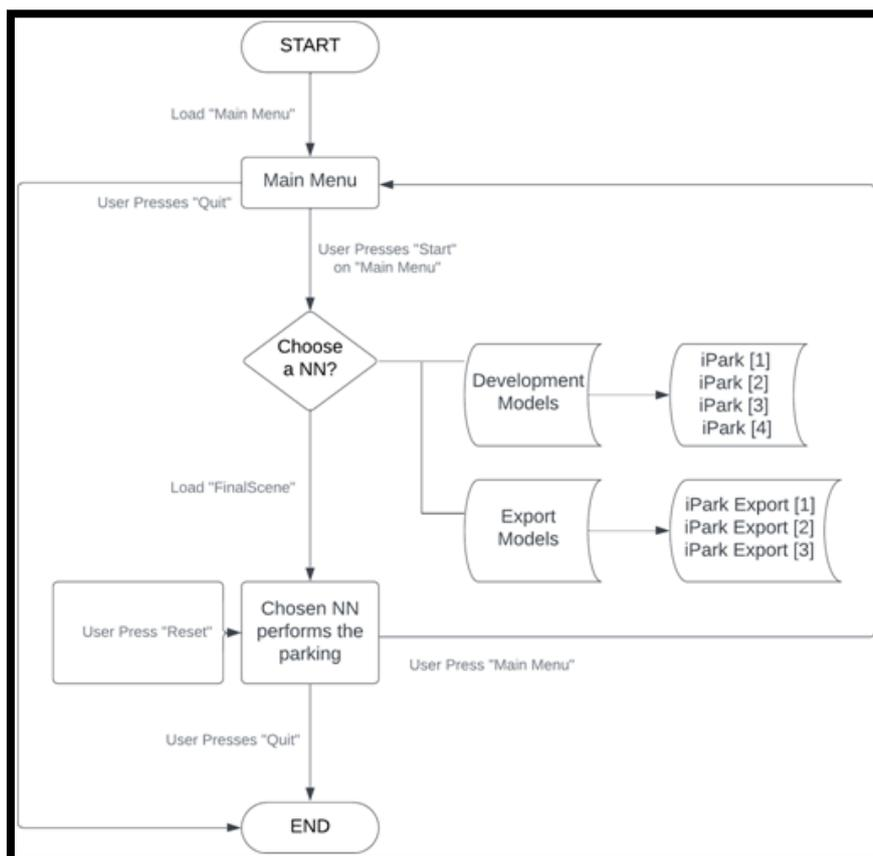 START
Load "Main Menu"
Main Menu
User Presses "Quit"
User Presses "Start"
on "Main Menu"
Choose
a NN?
Development
Models
iPark [1]
iPark [2]
iPark [3]
iPark [4]
Load "FinalScene"
Export
Models
iPark Export [1]
iPark Export [2]
iPark Export [3]
User Press "Reset"
Chosen NN
performs the
parking
User Press "Main Menu"
User Presses "Quit"
END